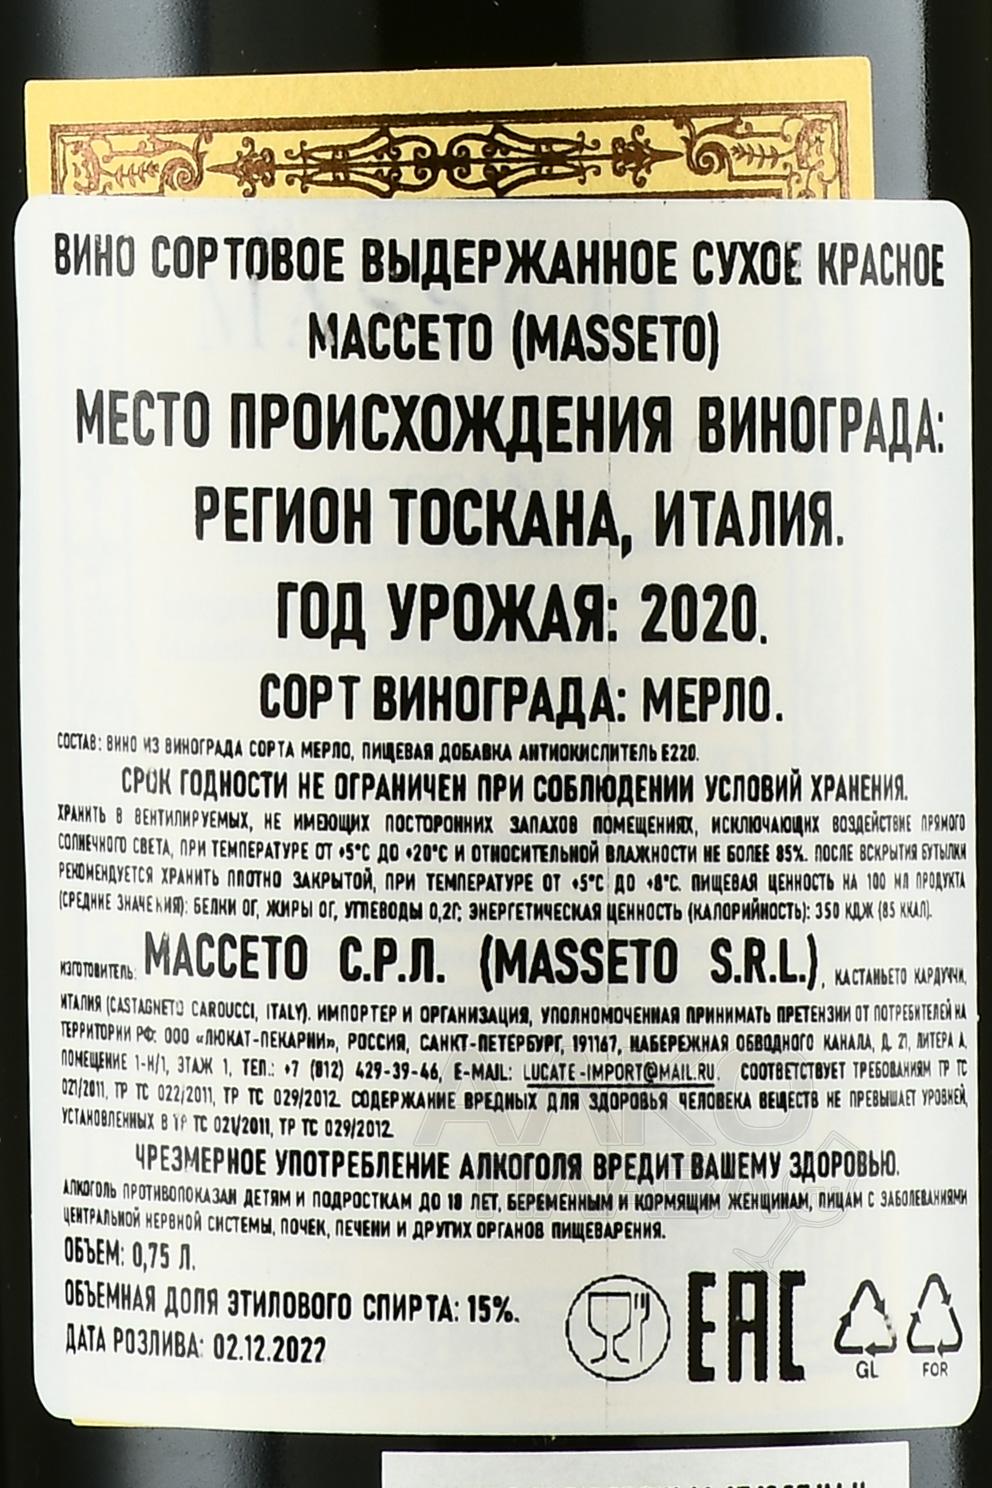 ВИНО СОРТОВОЕ ВЫДЕРЖАННОЕ СУХОЕ КРАСНОЕ
МАССЕТО (MASSETO)
МЕСТО ПРОИСХОЖДЕНИЯ ВИНОГРАДА:
РЕГИОН ТОСКАНА, ИТАЛИЯ.
ГОД УРОЖАЯ: 2020.
СОРТ ВИНОГРАДА: МЕРЛО.
СОСТАВ: ВИНО ИЗ ВИНОГРАДА СОРТА МЕРЛО, ПИЩЕВАЯ ДОБАВКА АНТИОКИСЛИТЕЛЬ Е220.
СРОК ГОДНОСТИ НЕ ОГРАНИЧЕН ПРИ СОБЛЮДЕНИИ УСЛОВИЙ ХРАНЕНИЯ.
ХРАНИТЬ В ВЕНТИЛИРУЕМЫХ, НЕ ИМЕЮЩИХ ПОСТОРОННИХ ЗАПАХОВ ПОМЕЩЕНИЯХ, ИСКЛЮЧАЮЩИХ ВОЗДЕЙСТВИЕ ПРЯМОГО
СОЛНЕЧНОГО СВЕТА, ПРИ ТЕМПЕРАТУРЕ ОТ +5°С ДО +20°С И ОТНОСИТЕЛЬНОЙ ВЛАЖНОСТИ НЕ БОЛЕЕ 85%. ПОСЛЕ ВСКРЫТИЯ БУТЫЛКИ
РЕКОМЕНДУЕТСЯ ХРАНИТЬ ПЛОТНО ЗАКРЫТОЙ, ПРИ ТЕМПЕРАТУРЕ ОТ +5°С ДО +8°С. ПИЩЕВАЯ ЦЕННОСТЬ НА 100 МЛ ПРОДУКТА
(СРЕДНИЕ ЗНАЧЕНИЯ): БЕЛКИ 0Г, ЖИРЫ 0Г, УГЛЕВОДЫ 0,2Г; ЭНЕРГЕТИЧЕСКАЯ ЦЕННОСТЬ (КАЛОРИЙНОСТЬ): 350 КДЖ (85 ККАЛ).
ИЗГОТОВИТЕЛЬ: МАССЕТО С.Р.Л. (MASSETO S.R.L.), КАСТАНЬЕТО КАРДУЧЧИ,
ИТАЛИЯ (CASTAGNETO CARDUCCI, ITALY). ИМПОРТЕР И ОРГАНИЗАЦИЯ, УПОЛНОМОЧЕННАЯ ПРИНИМАТЬ ПРЕТЕНЗИИ ОТ ПОТРЕБИТЕЛЕЙ НА
ТЕРРИТОРИИ РФ: ООО «ЛЮКАТ-ПЕКАРНИ», РОССИЯ, САНКТ-ПЕТЕРБУРГ, 191167, НАБЕРЕЖНАЯ ОБВОДНОГО КАНАЛА, Д. 21, ЛИТЕРА А,
ПОМЕЩЕНИЕ 1-Н/1, ЭТАЖ 1, ТЕЛ.: +7 (812) 429-39-46, E-MAIL: LUCATE-IMPORT@MAIL.RU. СООТВЕТСТВУЕТ ТРЕБОВАНИЯМ ТР ТС
021/2011, ТР ТС 022/2011, ТР ТС 029/2012. СОДЕРЖАНИЕ ВРЕДНЫХ ДЛЯ ЗДОРОВЬЯ ЧЕЛОВЕКА ВЕЩЕСТВ НЕ ПРЕВЫШАЕТ УРОВНЕЙ,
УСТАНОВЛЕННЫХ В ТР ТС 021/2011, ТР ТС 029/2012.
ЧРЕЗМЕРНОЕ УПОТРЕБЛЕНИЕ АЛКОГОЛЯ ВРЕДИТ ВАШЕМУ ЗДОРОВЬЮ.
АЛКОГОЛЬ ПРОТИВОПОКАЗАН ДЕТЯМ И ПОДРОСТКАМ ДО 18 ЛЕТ, БЕРЕМЕННЫМ И КОРМЯЩИМ ЖЕНЩИНАМ, ЛИЦАМ С ЗАБОЛЕВАНИЯМИ
ЦЕНТРАЛЬНОЙ НЕРВНОЙ СИСТЕМЫ, ПОЧЕК, ПЕЧЕНИ И ДРУГИХ ОРГАНОВ ПИЩЕВАРЕНИЯ.
ОБЪЕМ: 0,75 Л.
ОБЪЕМНАЯ ДОЛЯ ЭТИЛОВОГО СПИРТА: 15%.
ДАТА РОЗЛИВА: 02.12.2022
EAC
GL
FOR